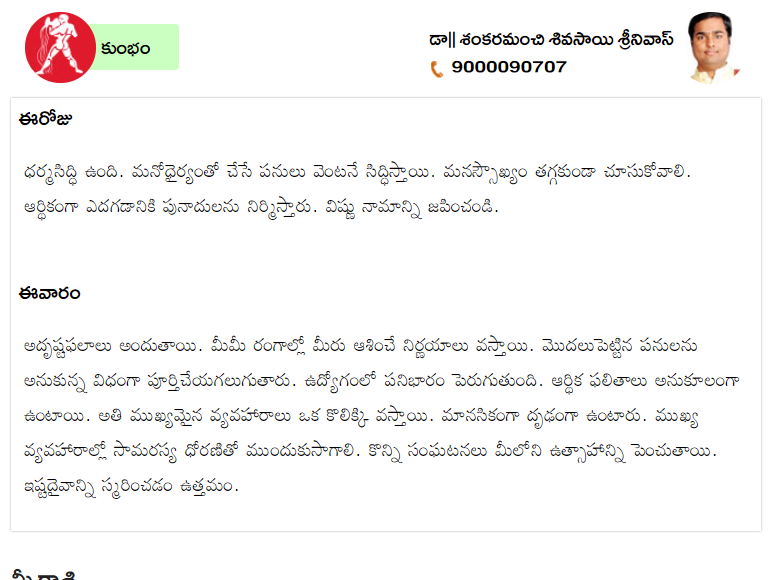 కుంభం
డా|| శంకరమంచి శివసాయి శ్రీనివాస్
9000090707
ఈరోజు
ధర్మసిద్ధి ఉంది. మనోధైర్యంతో చేసే పనులు వెంటనే సిద్ధిస్తాయి. మనస్సౌఖ్యం తగ్గకుండా చూసుకోవాలి.
ఆర్థికంగా ఎదగడానికి పునాదులను నిర్మిస్తారు. విష్ణు నామాన్ని జపించండి.
ఈవారం
అదృష్టఫలాలు అందుతాయి. మీమీ రంగాల్లో మీరు ఆశించే నిర్ణయాలు వస్తాయి. మొదలుపెట్టిన పనులను
అనుకున్న విధంగా పూర్తిచేయగలుగుతారు. ఉద్యోగంలో పనిభారం పెరుగుతుంది. ఆర్థిక ఫలితాలు అనుకూలంగా
ఉంటాయి. అతి ముఖ్యమైన వ్యవహారాలు ఒక కొలిక్కి వస్తాయి. మానసికంగా దృఢంగా ఉంటారు. ముఖ్య
వ్యవహారాల్లో సామరస్య ధోరణితో ముందుకుసాగాలి. కొన్ని సంఘటనలు మీలోని ఉత్సాహాన్ని పెంచుతాయి.
ఇష్టదైవాన్ని స్మరించడం ఉత్తమం.